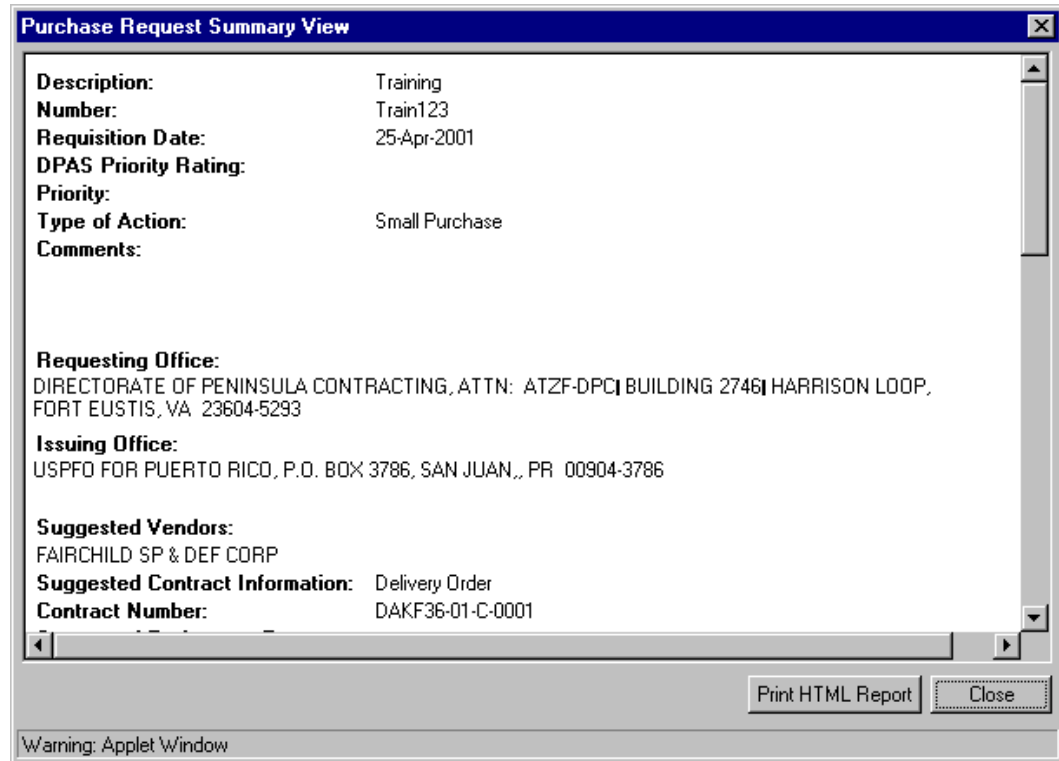 Purchase Request Summary View
Description: Training
Number: Train123
Requisition Date: 25-Apr-2001
DPAS Priority Rating:
Priority:
Type of Action: Small Purchase
Comments:
Requesting Office:
DIRECTORATE OF PENINSULA CONTRACTING, ATTN: ATZF-DPC| BUILDING 2746| HARRISON LOOP,
FORT EUSTIS, VA 23604-5293
Issuing Office:
USPFO FOR PUERTO RICO, P.O. BOX 3786, SAN JUAN,, PR 00904-3786
Suggested Vendors:
FAIRCHILD SP & DEF CORP
Suggested Contract Information: Delivery Order
Contract Number: DAKF36-01-C-0001
Print HTML Report Close
Warning: Applet Window